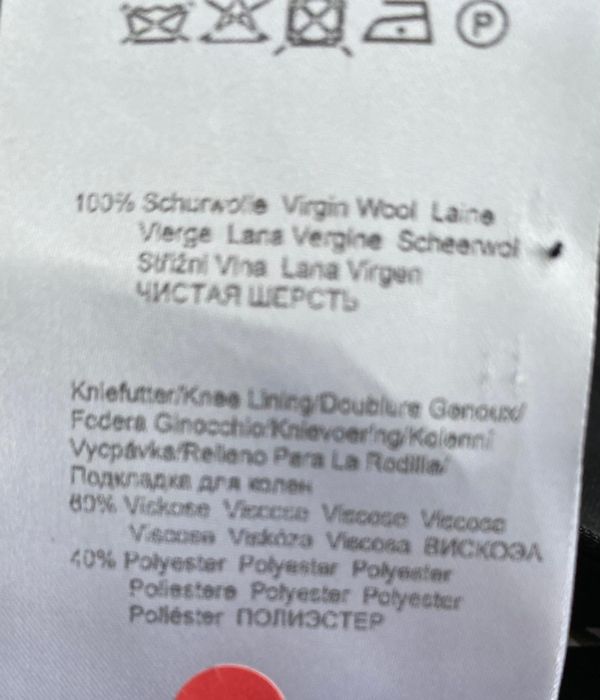 P
100% Schurwolle Virgin Wool Laine
Vierge Lana Vergine Scheerwol
Střižní Vlna Lana Virgen
ЧИСТАЯ ШЕРСТЬ
Kniefutter/Knee Lining/Doublure Genoux/
Fodera Ginocchio/Knievoering/Kolenní
Vycpávka/Relleno Para La Rodilla/
Подкладка для колен
60% Viskose Viscose Viscose Viscosa
Viscose Viskóza Viscosa ВИСКОЭА
40% Polyester Polyester Polyester
Poliestere Polyester Polyester
Poliéster ПОЛИЭСТЕР